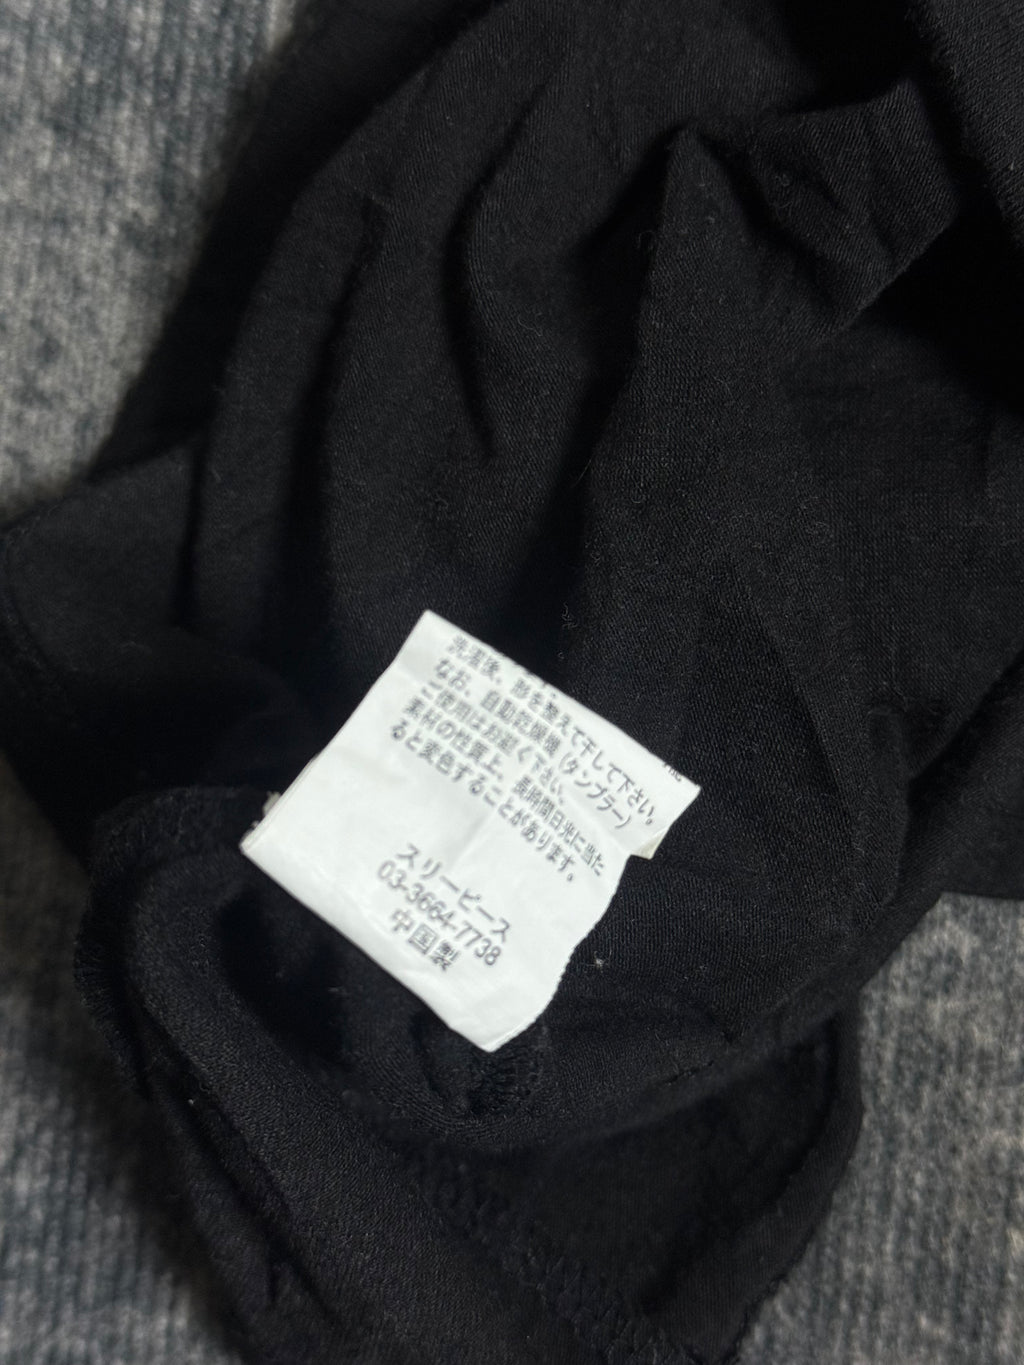 洗濯後、形を整えて干して下さい。
なお、自動乾燥機(タンブラー)
ご使用はお避く下さい。
素材の性質上、長時間日光に当た
ると変色することがあります。
スリーピース
03-3664-7738
中国製